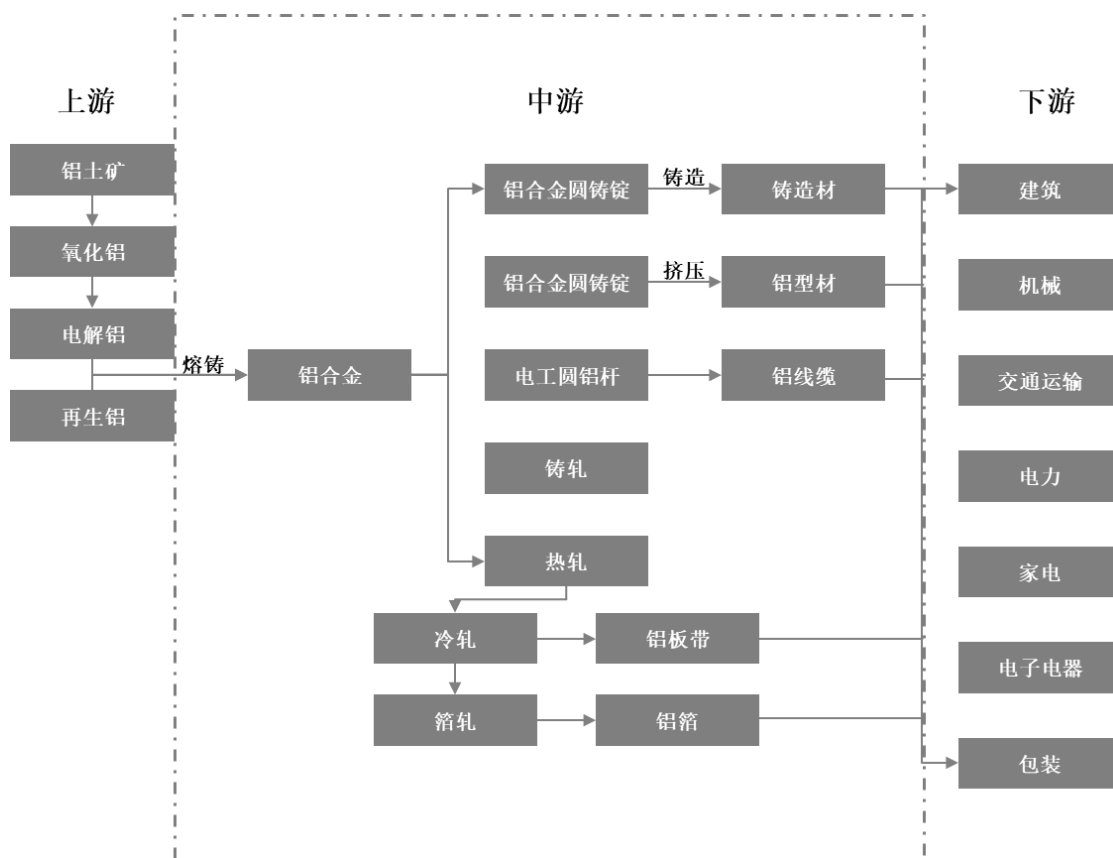 上游
中游
下游
铝土矿
氧化铝
电解铝
再生铝
熔铸
铝合金
铝合金圆铸锭
铸造
铸造材
铝合金圆铸锭
挤压
铝型材
电工圆铝杆
铝线缆
铸轧
热轧
冷轧
铝板带
箔轧
铝箔
建筑
机械
交通运输
电力
家电
电子电器
包装